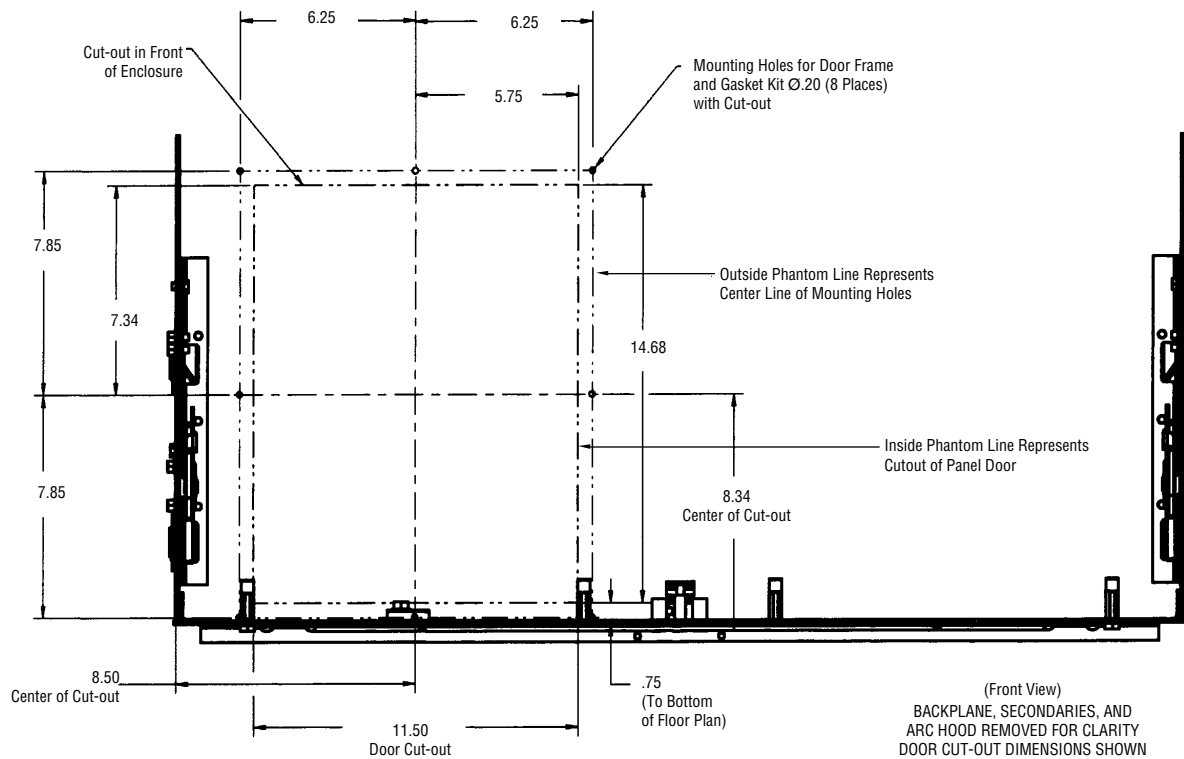 6.25
6.25
Cut-out in Front
of Enclosure
Mounting Holes for Door Frame
and Gasket Kit Ø.20 (8 Places)
with Cut-out
5.75
7.85
7.34
Outside Phantom Line Represents
Center Line of Mounting Holes
14.68
Inside Phantom Line Represents
Cutout of Panel Door
7.85
8.34
Center of Cut-out
8.50
Center of Cut-out
.75
(To Bottom
of Floor Plan)
11.50
Door Cut-out
(Front View)
BACKPLANE, SECONDARIES, AND
ARC HOOD REMOVED FOR CLARITY
DOOR CUT-OUT DIMENSIONS SHOWN